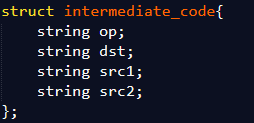 struct intermediate_code{
    string op;
    string dst;
    string src1;
    string src2;
};